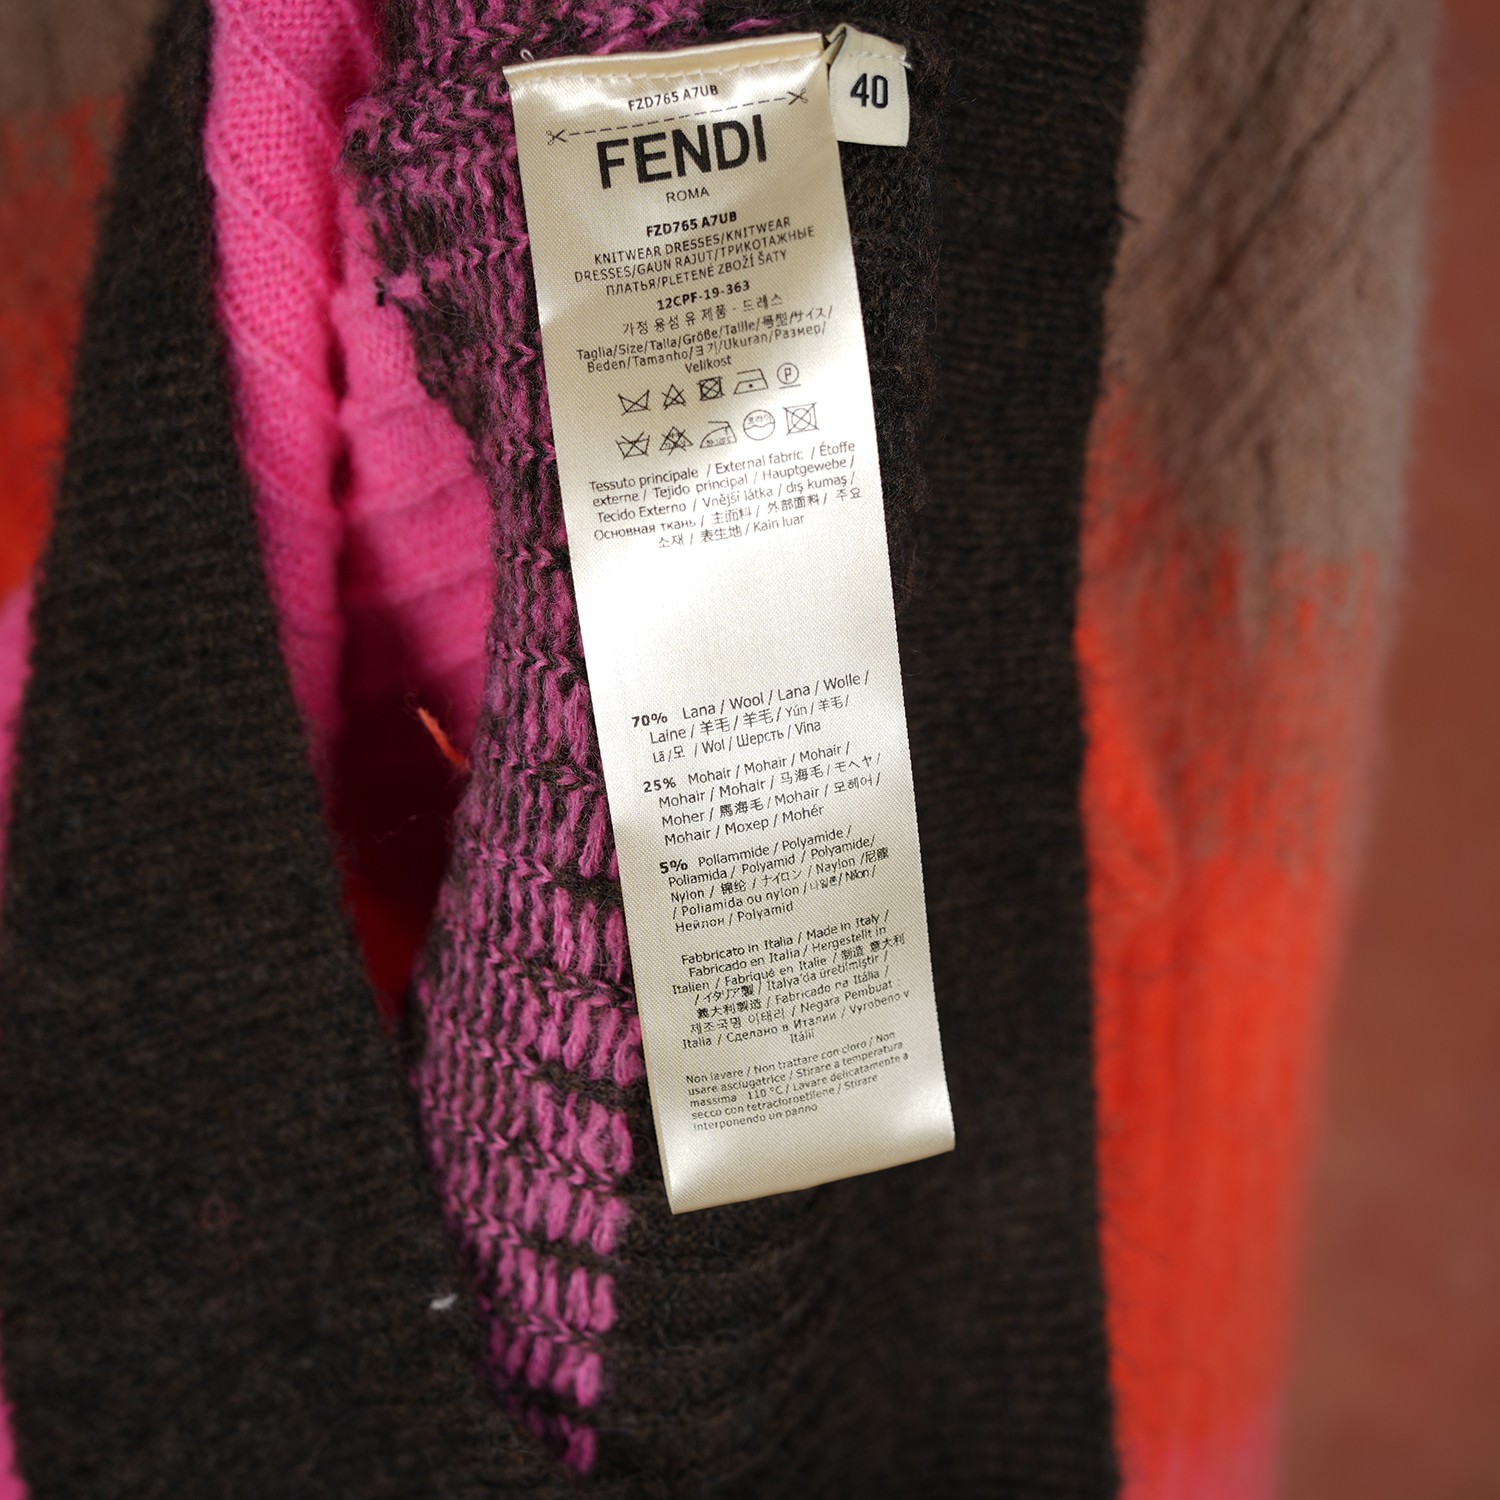 FZD765 A7UB
40
FENDI
ROMA
FZD765 A7UB
KNITWEAR DRESSES/KNITWEAR
DRESSES/GAUN RAJUT/ТРИКОТАЖНЫЕ
ПЛАТЬЯ/PLETENÉ ZBOŽÍ ŠATY
12CPF-19-363
가정 용섬 유 제품 - 드레스
Taglia/Size/Talla/Größe/Taille/号型/サイズ/
Beden/Tamanho/크기/Ukuran/Размер/
Velikost
P
Tessuto principale / External fabric / Étoffe
externe / Tejido principal / Hauptgewebe /
Tecido Externo / Vnější látka / dış kumaş /
Основная ткань / 主面料 / 外部面料 / 주요
소재 / 表生地 / Kain luar
70% Lana / Wool / Lana / Wolle /
Laine / 羊毛 / 羊毛 / Yün / 羊毛 /
Lã / 모 / Wol / Шерсть / Vlna
25% Mohair / Mohair / Mohair /
Mohair / Mohair / 马海毛 / モヘヤ /
Moher / 馬海毛 / Mohair / 모헤어 /
Mohair / Мохер / Mohér
5% Poliammide / Polyamide /
Poliamida / Polyamid / Polyamide/
Nylon / 锦纶 / ナイロン / Naylon /尼龍
/ Poliamida ou nylon / 나일론/ Nilon /
Нейлон / Polyamid
Fabbricato in Italia / Made in Italy /
Fabricado en Italia / Hergestellt in
Italien / Fabriqué en Italie / 制造 意大利
/ イタリア製 / Italya'da üretilmiştir /
義大利製造 / Fabricado na Itália /
제조국명 이태리 / Negara Pembuat
Italia / Сделано в Италии / Vyrobeno v
Itálii
Non lavare / Non trattare con cloro / Non
usare asciugatrice / Stirare a temperatura
massima 110 °C / Lavare delicatamente a
secco con tetracloroetilene / Stirare
interponendo un panno